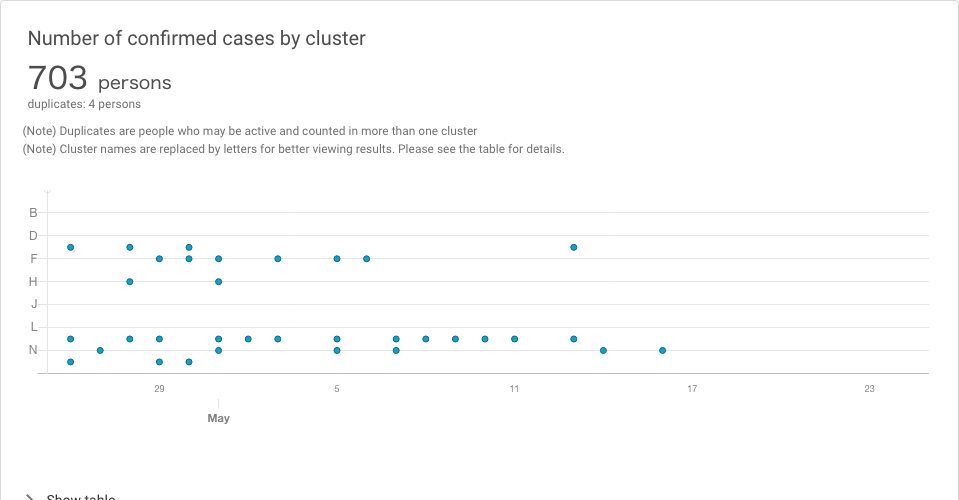 Number of confirmed cases by cluster
703 persons
duplicates: 4 persons
(Note) Duplicates are people who may be active and counted in more than one cluster
(Note) Cluster names are replaced by letters for better viewing results. Please see the table for details.
B
D
F
H
J
L
N
29 5 11 17 23
May
Show table